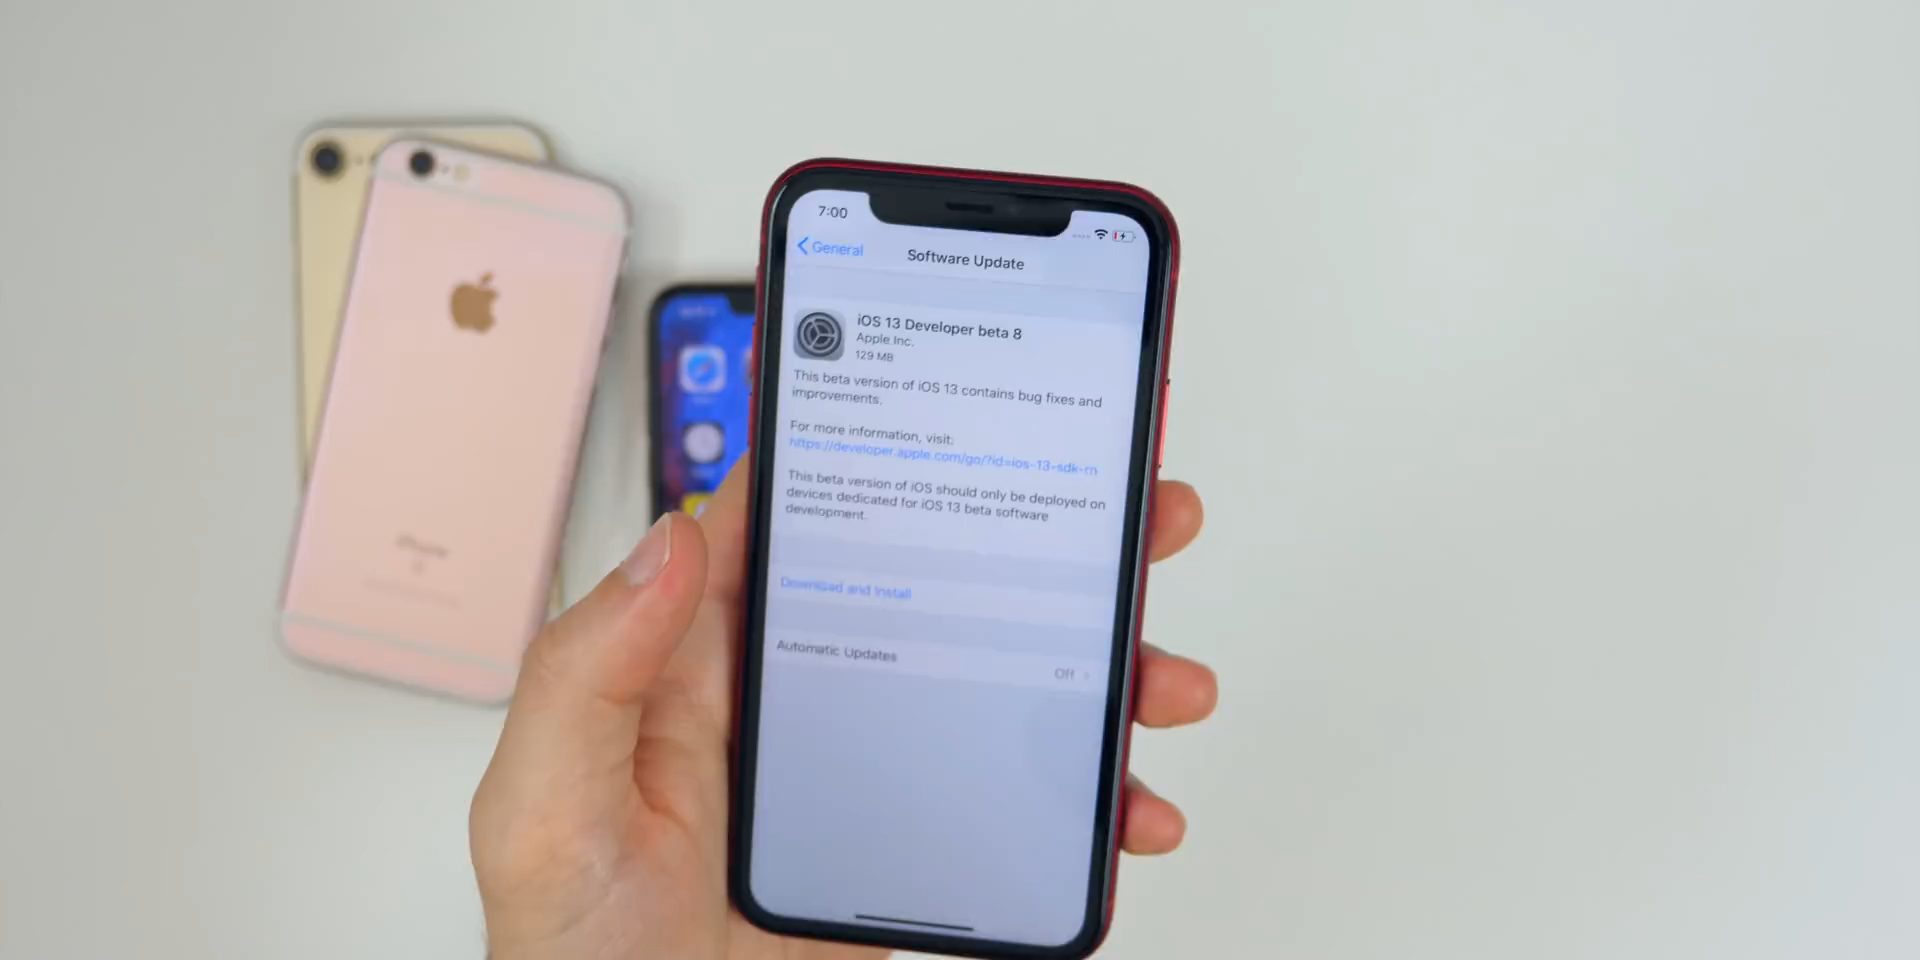 7:00
General
Software Update
iOS 13 Developer beta 8
Apple Inc.
129 MB
This beta version of iOS 13 contains bug fixes and
improvements.
For more information, visit:
https://developer.apple.com/go/?id=ios-13-sdk-rn
This beta version of iOS should only be deployed on
devices dedicated for iOS 13 beta software
development.
Download and Install
Automatic Updates
Off
iPhone